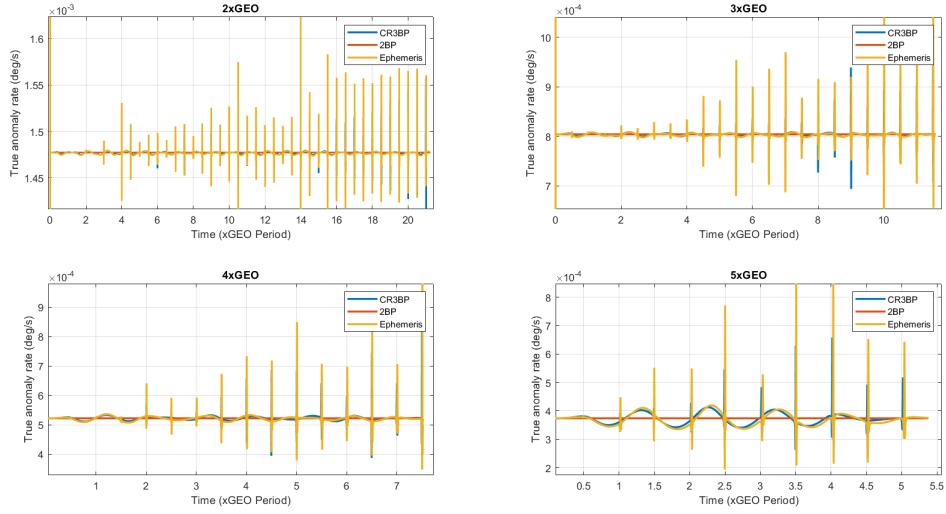 2xGEO
×10⁻³
1.6
1.55
1.5
1.45
True anomaly rate (deg/s)
CR3BP
2BP
Ephemeris
0 2 4 6 8 10 12 14 16 18 20
Time (xGEO Period)
3xGEO
×10⁻⁴
10
9
8
7
True anomaly rate (deg/s)
CR3BP
2BP
Ephemeris
0 2 4 6 8 10
Time (xGEO Period)
4xGEO
×10⁻⁴
9
8
7
6
5
4
True anomaly rate (deg/s)
CR3BP
2BP
Ephemeris
1 2 3 4 5 6 7
Time (xGEO Period)
5xGEO
×10⁻⁴
8
7
6
5
4
3
2
True anomaly rate (deg/s)
CR3BP
2BP
Ephemeris
0.5 1 1.5 2 2.5 3 3.5 4 4.5 5 5.5
Time (xGEO Period)